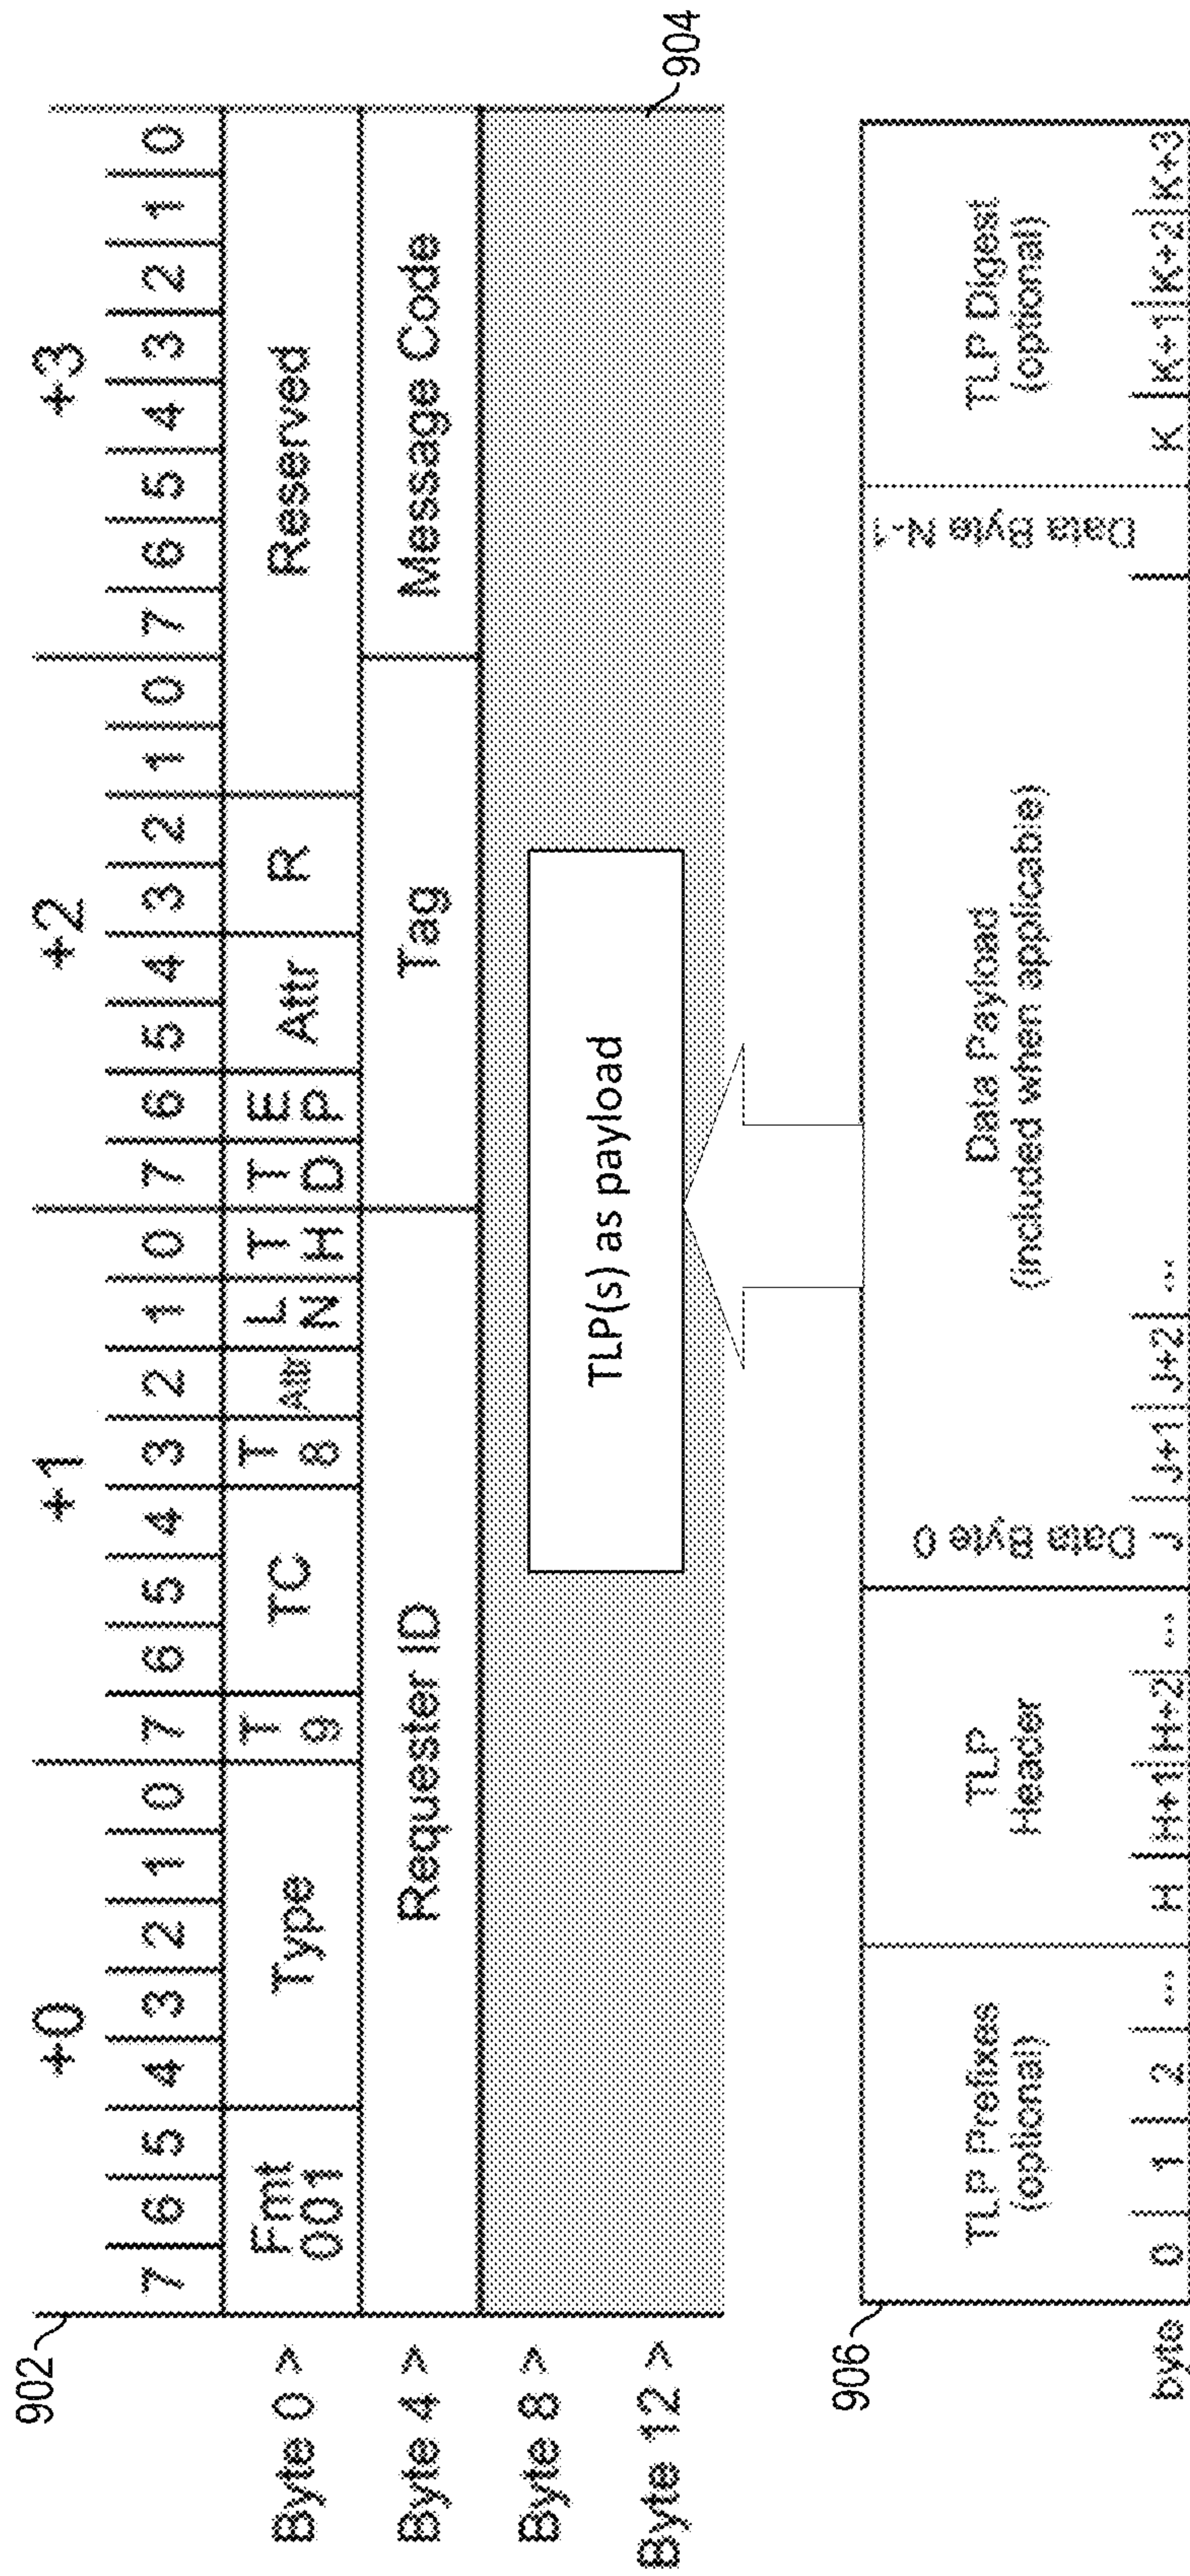 902
+0 +1 +2 +3
7 6 5 4 3 2 1 0 7 6 5 4 3 2 1 0 7 6 5 4 3 2 1 0 7 6 5 4 3 2 1 0
Byte 0 >
Fmt
001
Type
T
9
TC
T
8
Attr
L
N
T
H
T
D
E
P
Attr
R
Reserved
Byte 4 >
Requester ID
Tag
Message Code
Byte 8 >
TLP(s) as payload
Byte 12 >
904
906
TLP Prefixes
(optional)
TLP
Header
Data Byte 0
Data Payload
(included when applicable)
Data Byte N-1
TLP Digest
(optional)
byte 0 1 2 ... H H+1 H+2 ... J J+1 J+2 ... K K+1 K+2 K+3